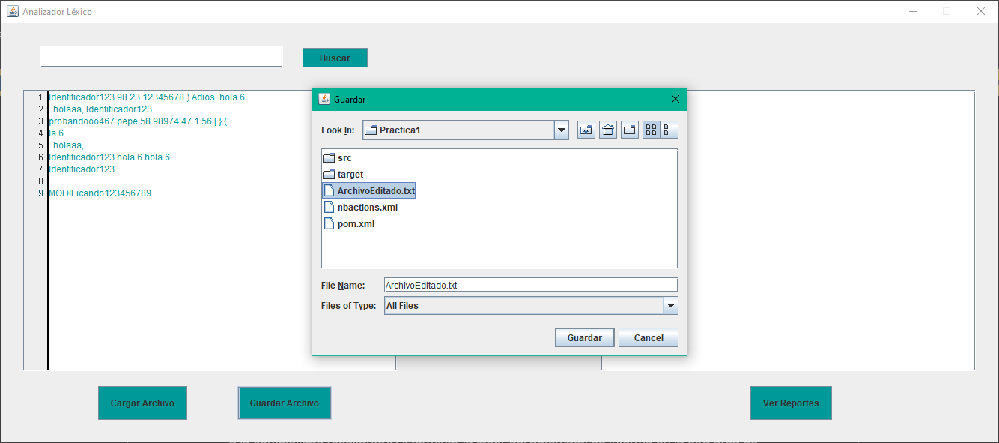 Analizador Léxico
Buscar
1 Identificador123 98.23 12345678 ) Adios. hola.6
2 . holaaa, Identificador123
3 probandooo467 pepe 58.98974 47.1 56 [ } (
4 la.6
5 . holaaa,
6 Identificador123 hola.6 hola.6
7 Identificador123
8
9 MODIFicando123456789
Guardar
Look In: Practica1
src
target
ArchivoEditado.txt
nbactions.xml
pom.xml
File Name: ArchivoEditado.txt
Files of Type: All Files
Guardar Cancel
Cargar Archivo Guardar Archivo Ver Reportes